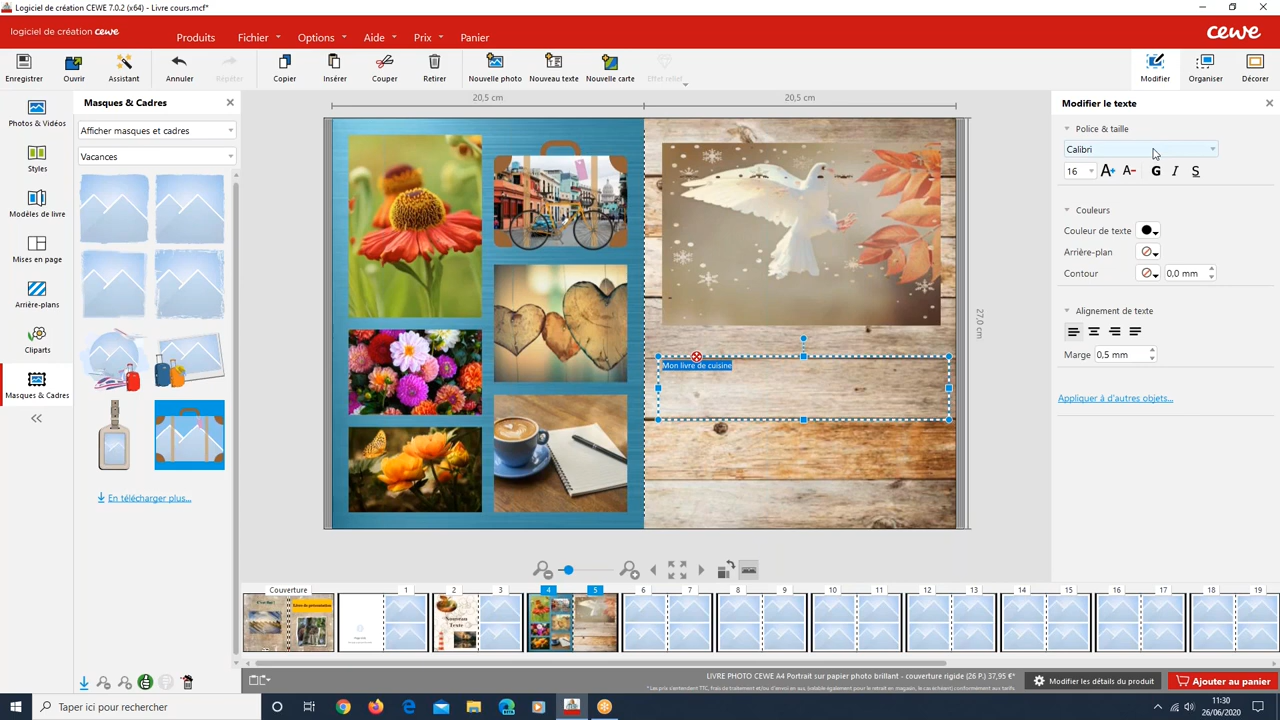 Logiciel de création CEWE 7.0.2 (x64) - Livre cours.mcf*
logiciel de création cewe
Produits
Fichier
Options
Aide
Prix
Panier
cewe
Enregistrer
Ouvrir
Assistant
Annuler
Répéter
Copier
Insérer
Couper
Retirer
Nouvelle photo
Nouveau texte
Nouvelle carte
Effet relief
Modifier
Organiser
Décorer
Photos & Vidéos
Styles
Modèles de livre
Mises en page
Arrière-plans
Cliparts
Masques & Cadres
Masques & Cadres
Afficher masques et cadres
Vacances
En télécharger plus...
20,5 cm
20,5 cm
27,0 cm
Mon livre de cuisine
Modifier le texte
Police & taille
Calibri
16
A+ A- G I S
Couleurs
Couleur de texte
Arrière-plan
Contour
0,0 mm
Alignement de texte
Marge
0,5 mm
Appliquer à d'autres objets...
Couverture
1
2
3
4
5
6
7
8
9
10
11
12
13
14
15
16
17
18
19
Nouveau
Texte
LIVRE PHOTO CEWE A4 Portrait sur papier photo brillant - couverture rigide (26 P.) 37,95 €*
Modifier les détails du produit
Ajouter au panier
Taper ici pour rechercher
11:30
26/06/2020